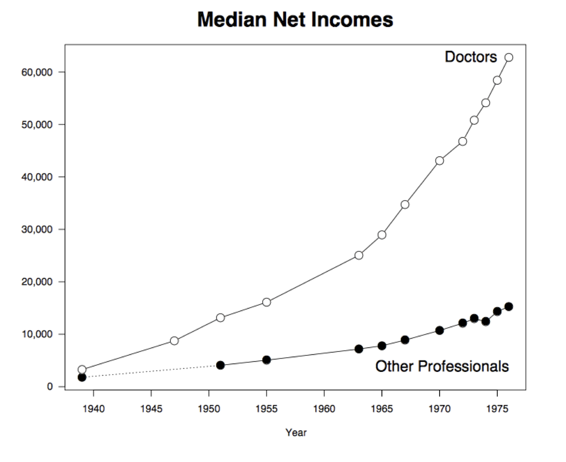 Median Net Incomes
Doctors
60,000
50,000
40,000
30,000
20,000
10,000
Other Professionals
0
1940 1945 1950 1955 1960 1965 1970 1975
Year